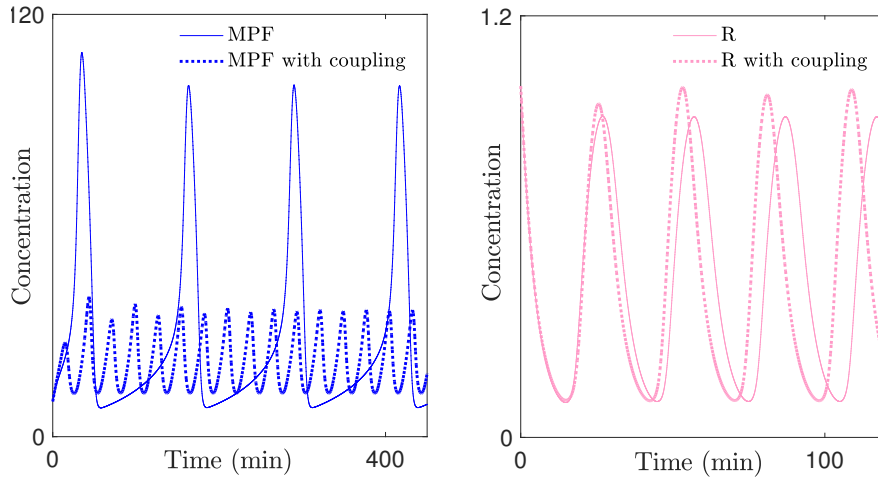 120
MPF
MPF with coupling
Concentration
0
0
Time (min)
400
1.2
R
R with coupling
Concentration
0
0
Time (min)
100